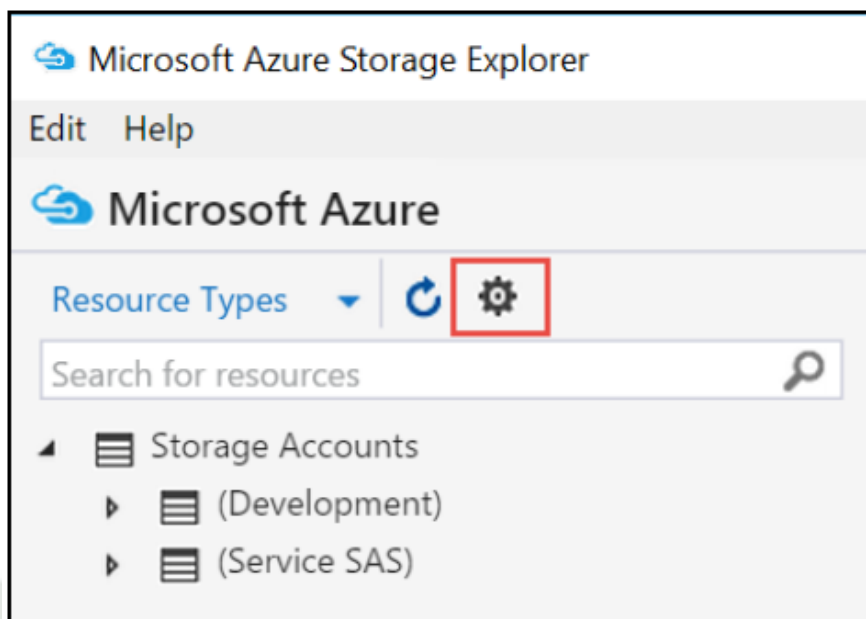 Microsoft Azure Storage Explorer
Edit Help
Microsoft Azure
Resource Types
Search for resources
Storage Accounts
(Development)
(Service SAS)